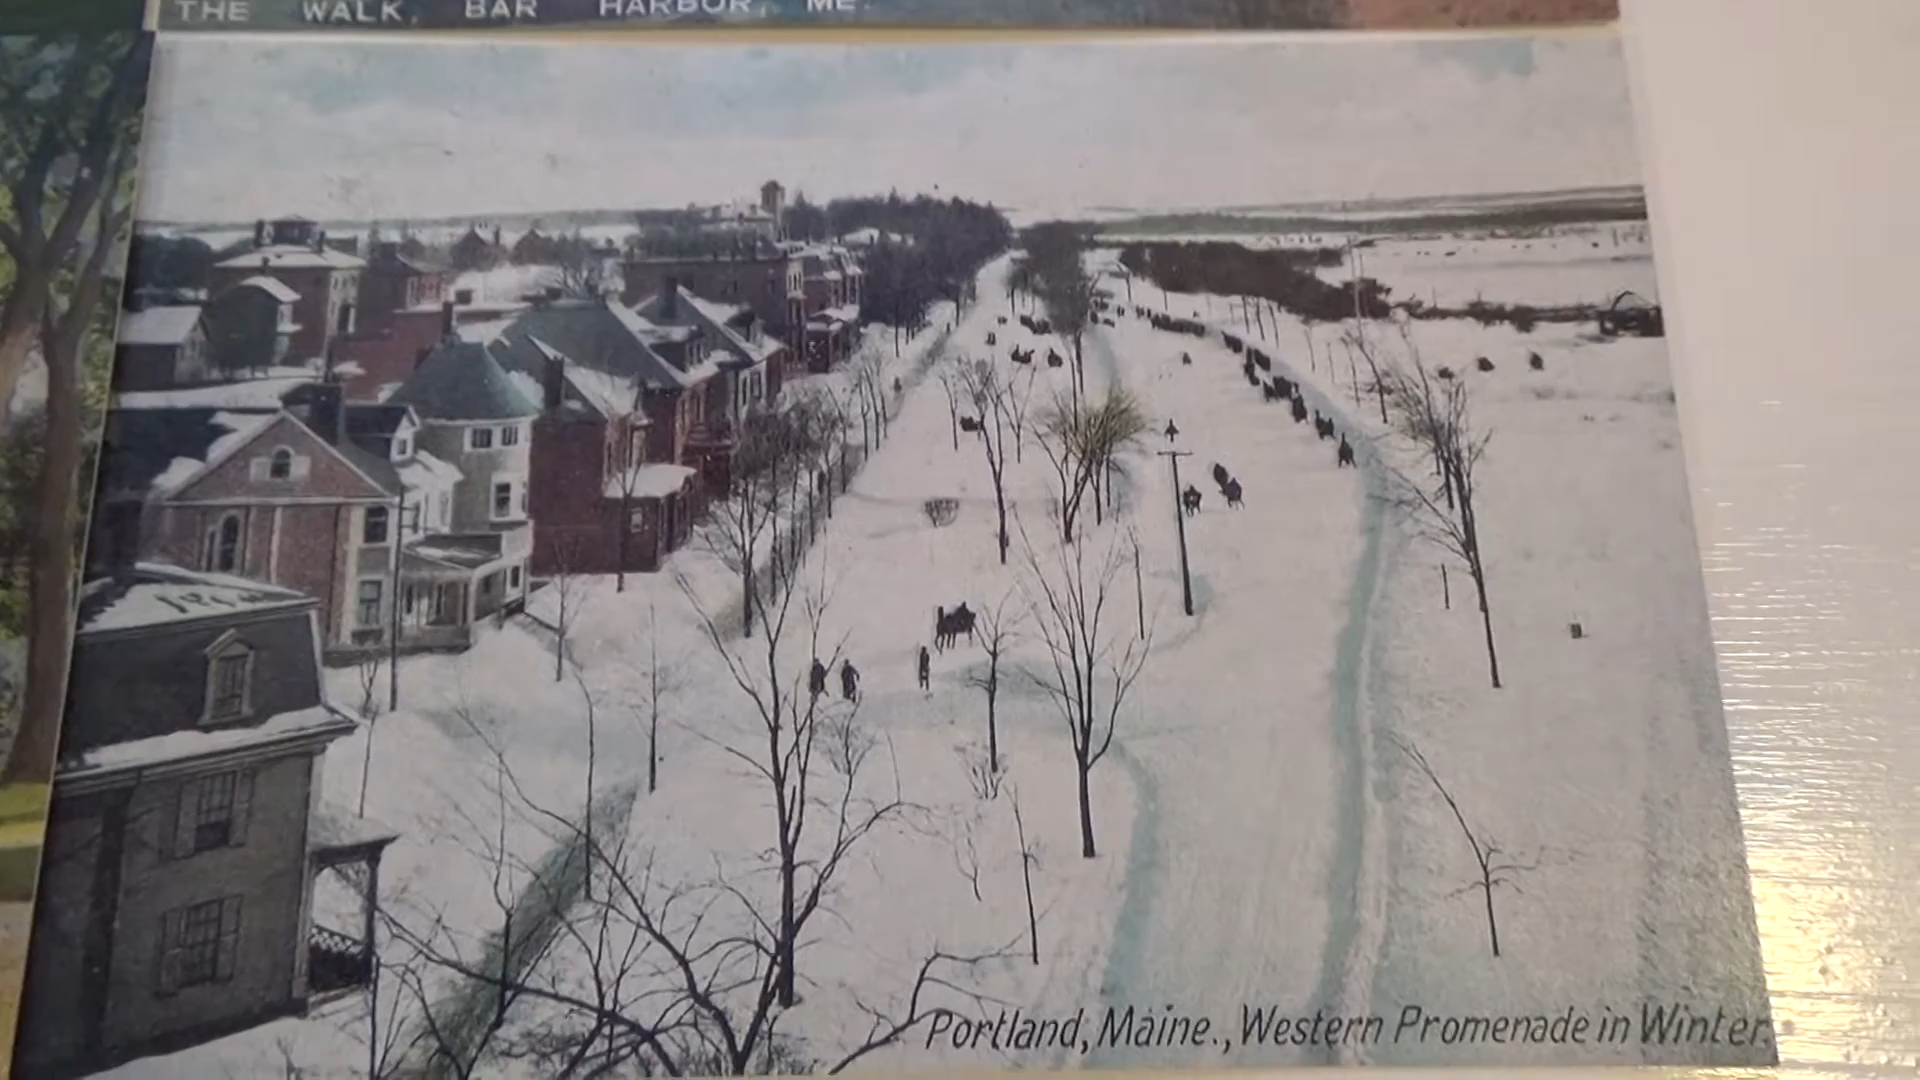 THE WALK, BAR HARBOR, ME.
Portland, Maine., Western Promenade in Winter.